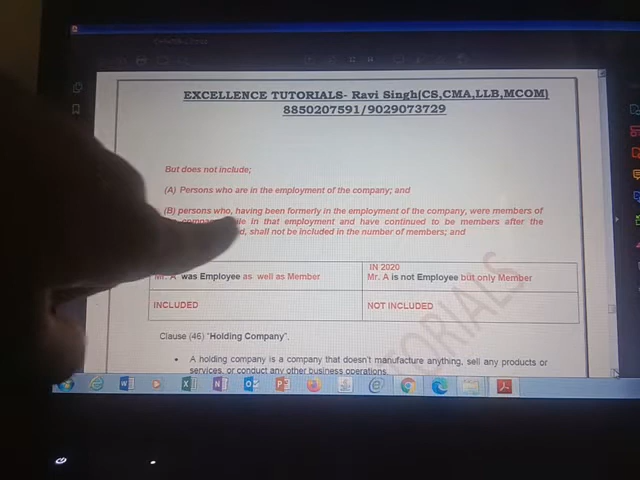 EXCELLENCE TUTORIALS- Ravi Singh(CS,CMA,LLB,MCOM)
8850207591/9029073729
But does not include;
(A) Persons who are in the employment of the company; and
(B) persons who, having been formerly in the employment of the company, were members of
in that employment and have continued to be members after the
shall not be included in the number of members; and
Mr. A was Employee as well as Member
IN 2020
Mr. A is not Employee but only Member
INCLUDED
NOT INCLUDED
Clause (46) "Holding Company".
• A holding company is a company that doesn't manufacture anything, sell any products or
services, or conduct any other business operations.